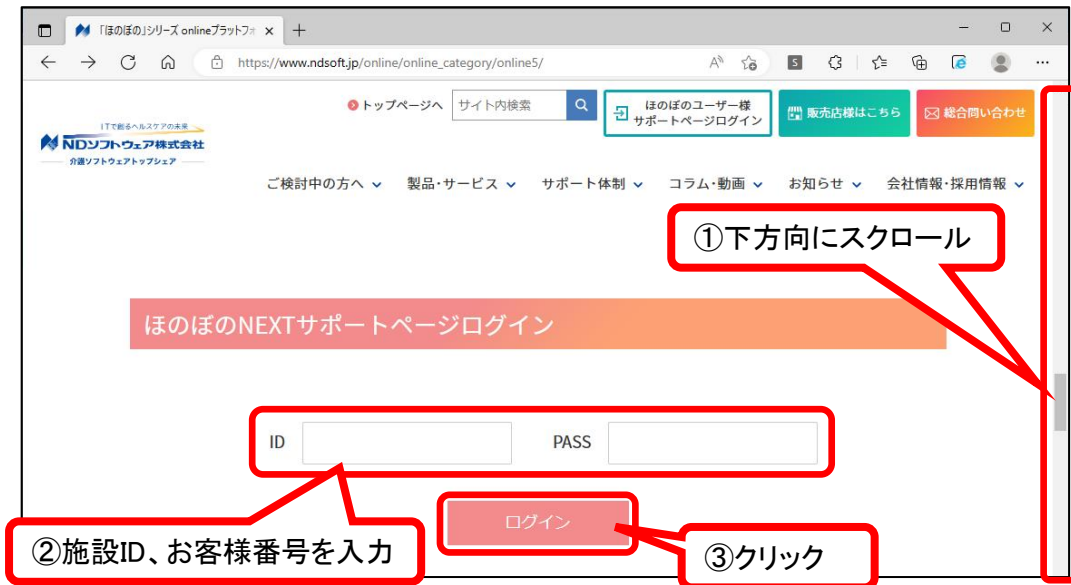 「ほのぼの」シリーズ onlineプラットフォ
https://www.ndsoft.jp/online/online_category/online5/
トップページへ
サイト内検索
ほのぼのユーザー様
サポートページログイン
販売店様はこちら
総合問い合わせ
ITで創るヘルスケアの未来
NDソフトウェア株式会社
介護ソフトウェアトップシェア
ご検討中の方へ 製品・サービス サポート体制 コラム・動画 お知らせ 会社情報・採用情報
①下方向にスクロール
ほのぼのNEXTサポートページログイン
ID PASS
ログイン
②施設ID、お客様番号を入力
③クリック